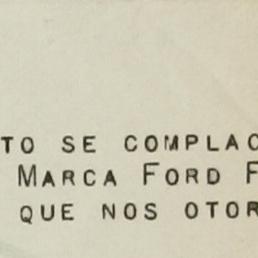 TO SE COMPLAC
MARCA FORD F
QUE NOS OTOR